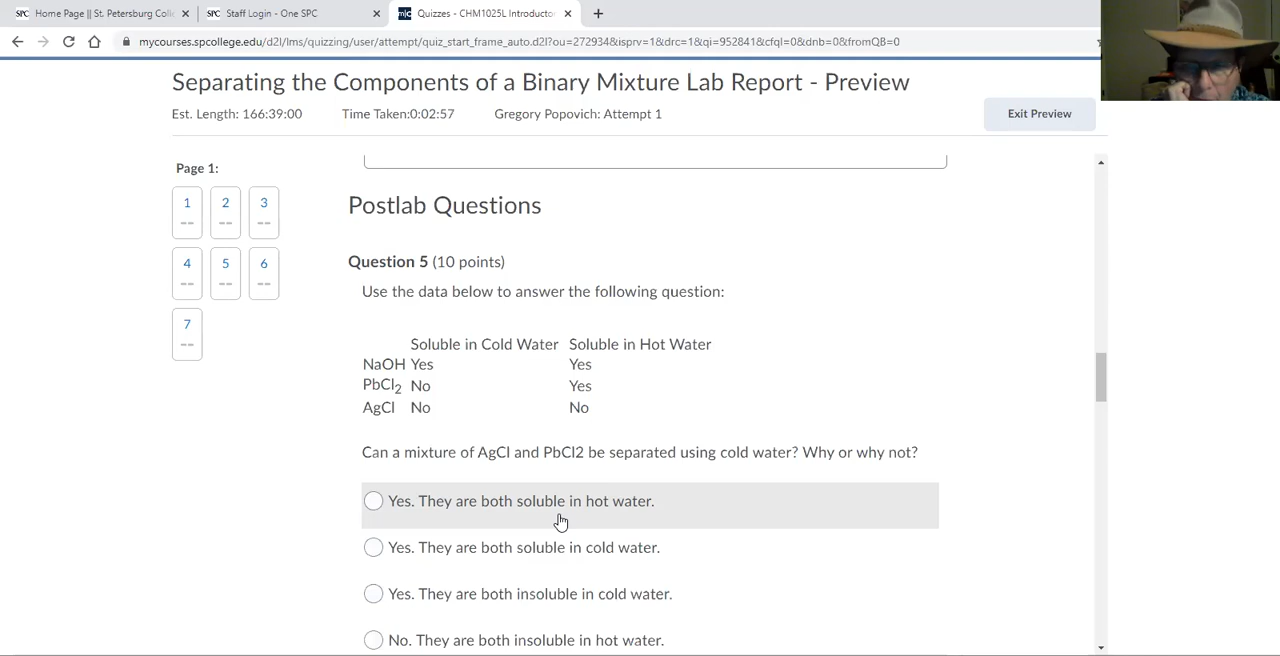 Home Page || St. Petersburg Coll
Staff Login - One SPC
Quizzes - CHM1025L Introducto
mycourses.spcollege.edu/d2l/lms/quizzing/user/attempt/quiz_start_frame_auto.d2l?ou=272934&isprv=1&drc=1&qi=952841&cfql=0&dnb=0&fromQB=0
Separating the Components of a Binary Mixture Lab Report - Preview
Est. Length: 166:39:00 Time Taken:0:02:57 Gregory Popovich: Attempt 1 Exit Preview
Page 1:
1 2 3
-- -- --
4 5 6
-- -- --
7
--
Postlab Questions
Question 5 (10 points)
Use the data below to answer the following question:
Soluble in Cold Water Soluble in Hot Water
NaOH Yes Yes
PbCl2 No Yes
AgCl No No
Can a mixture of AgCl and PbCl2 be separated using cold water? Why or why not?
Yes. They are both soluble in hot water.
Yes. They are both soluble in cold water.
Yes. They are both insoluble in cold water.
No. They are both insoluble in hot water.